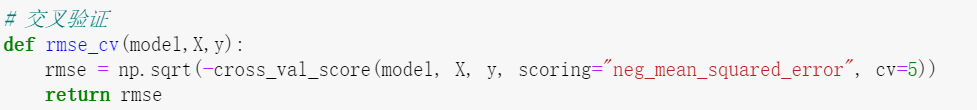 # 交叉验证
def rmse_cv(model,X,y):
    rmse = np.sqrt(-cross_val_score(model, X, y, scoring="neg_mean_squared_error", cv=5))
    return rmse